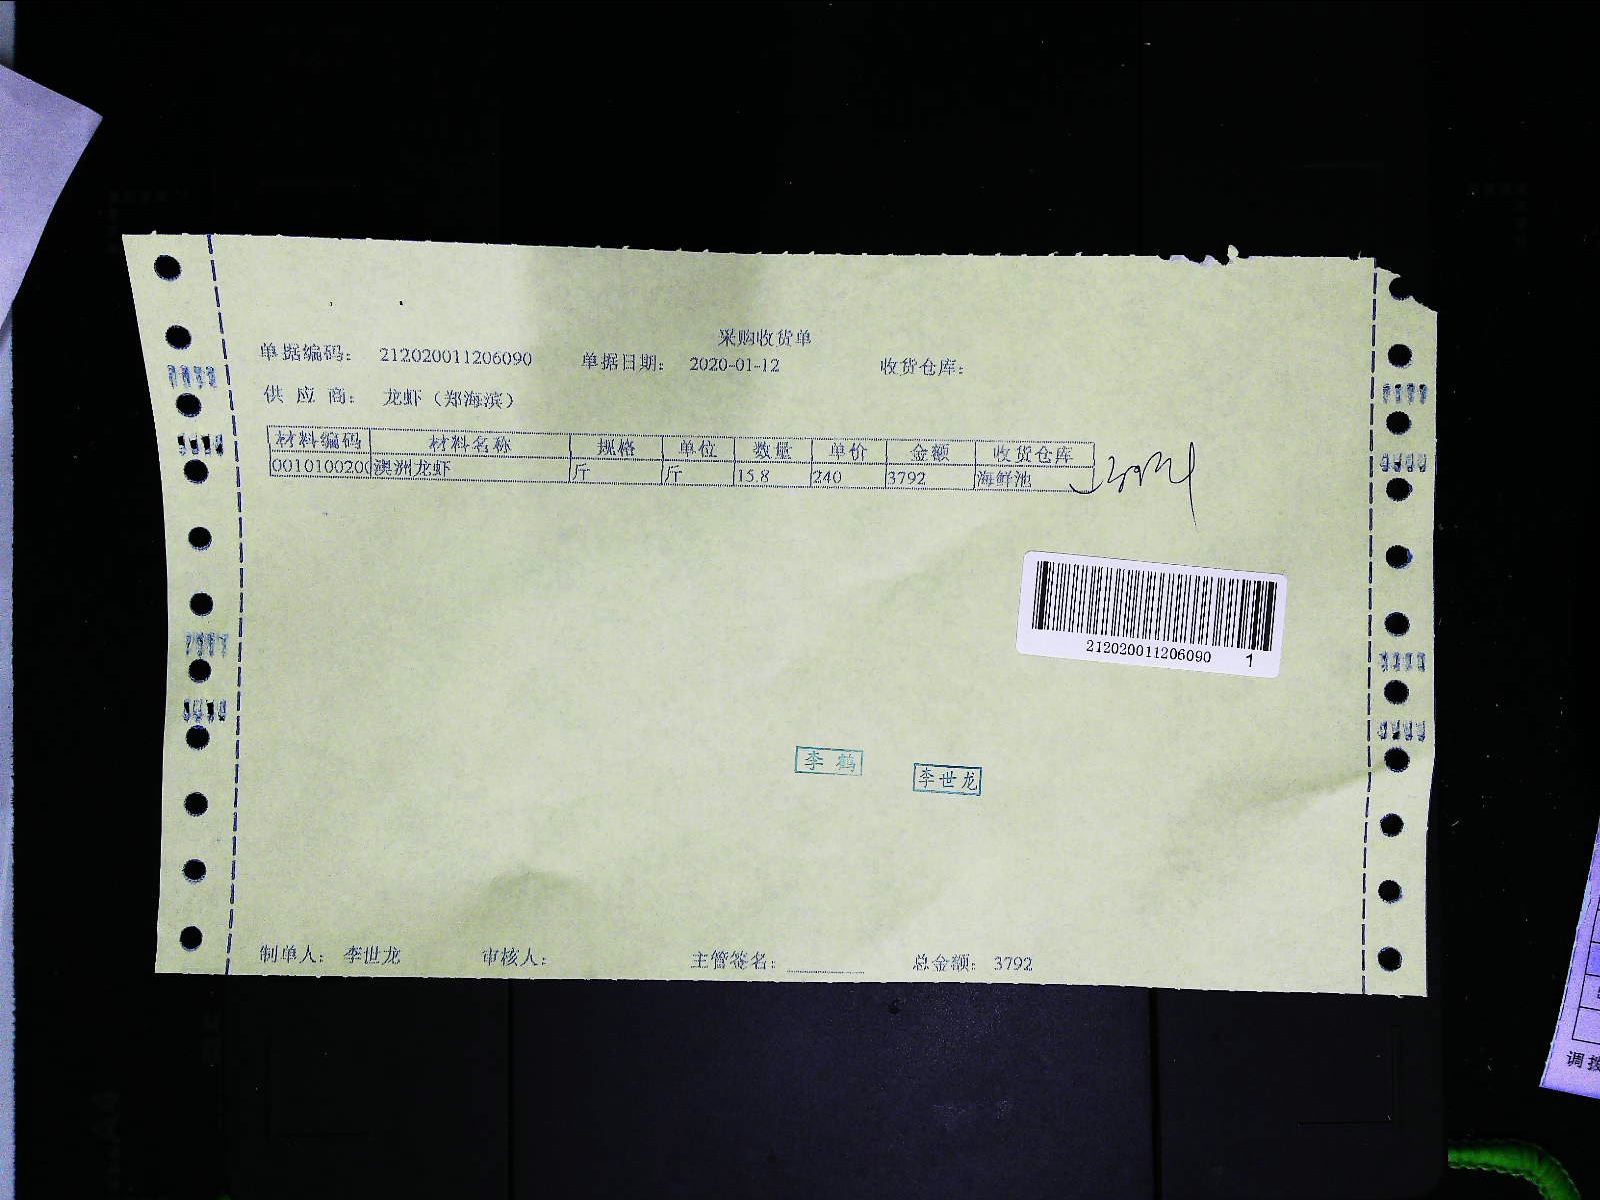 采购收货单
单据编码： 212020011206090 单据日期： 2020-01-12 收货仓库：
供 应 商： 龙虾（郑海滨）
材料编码 材料名称 规格 单位 数量 单价 金额 收货仓库
0010100200 澳洲龙虾 斤 斤 15.8 240 3792 海鲜池
212020011206090 1
李 鹤
李世龙
制单人： 李世龙 审核人： 主管签名： 总金额： 3792
调拨